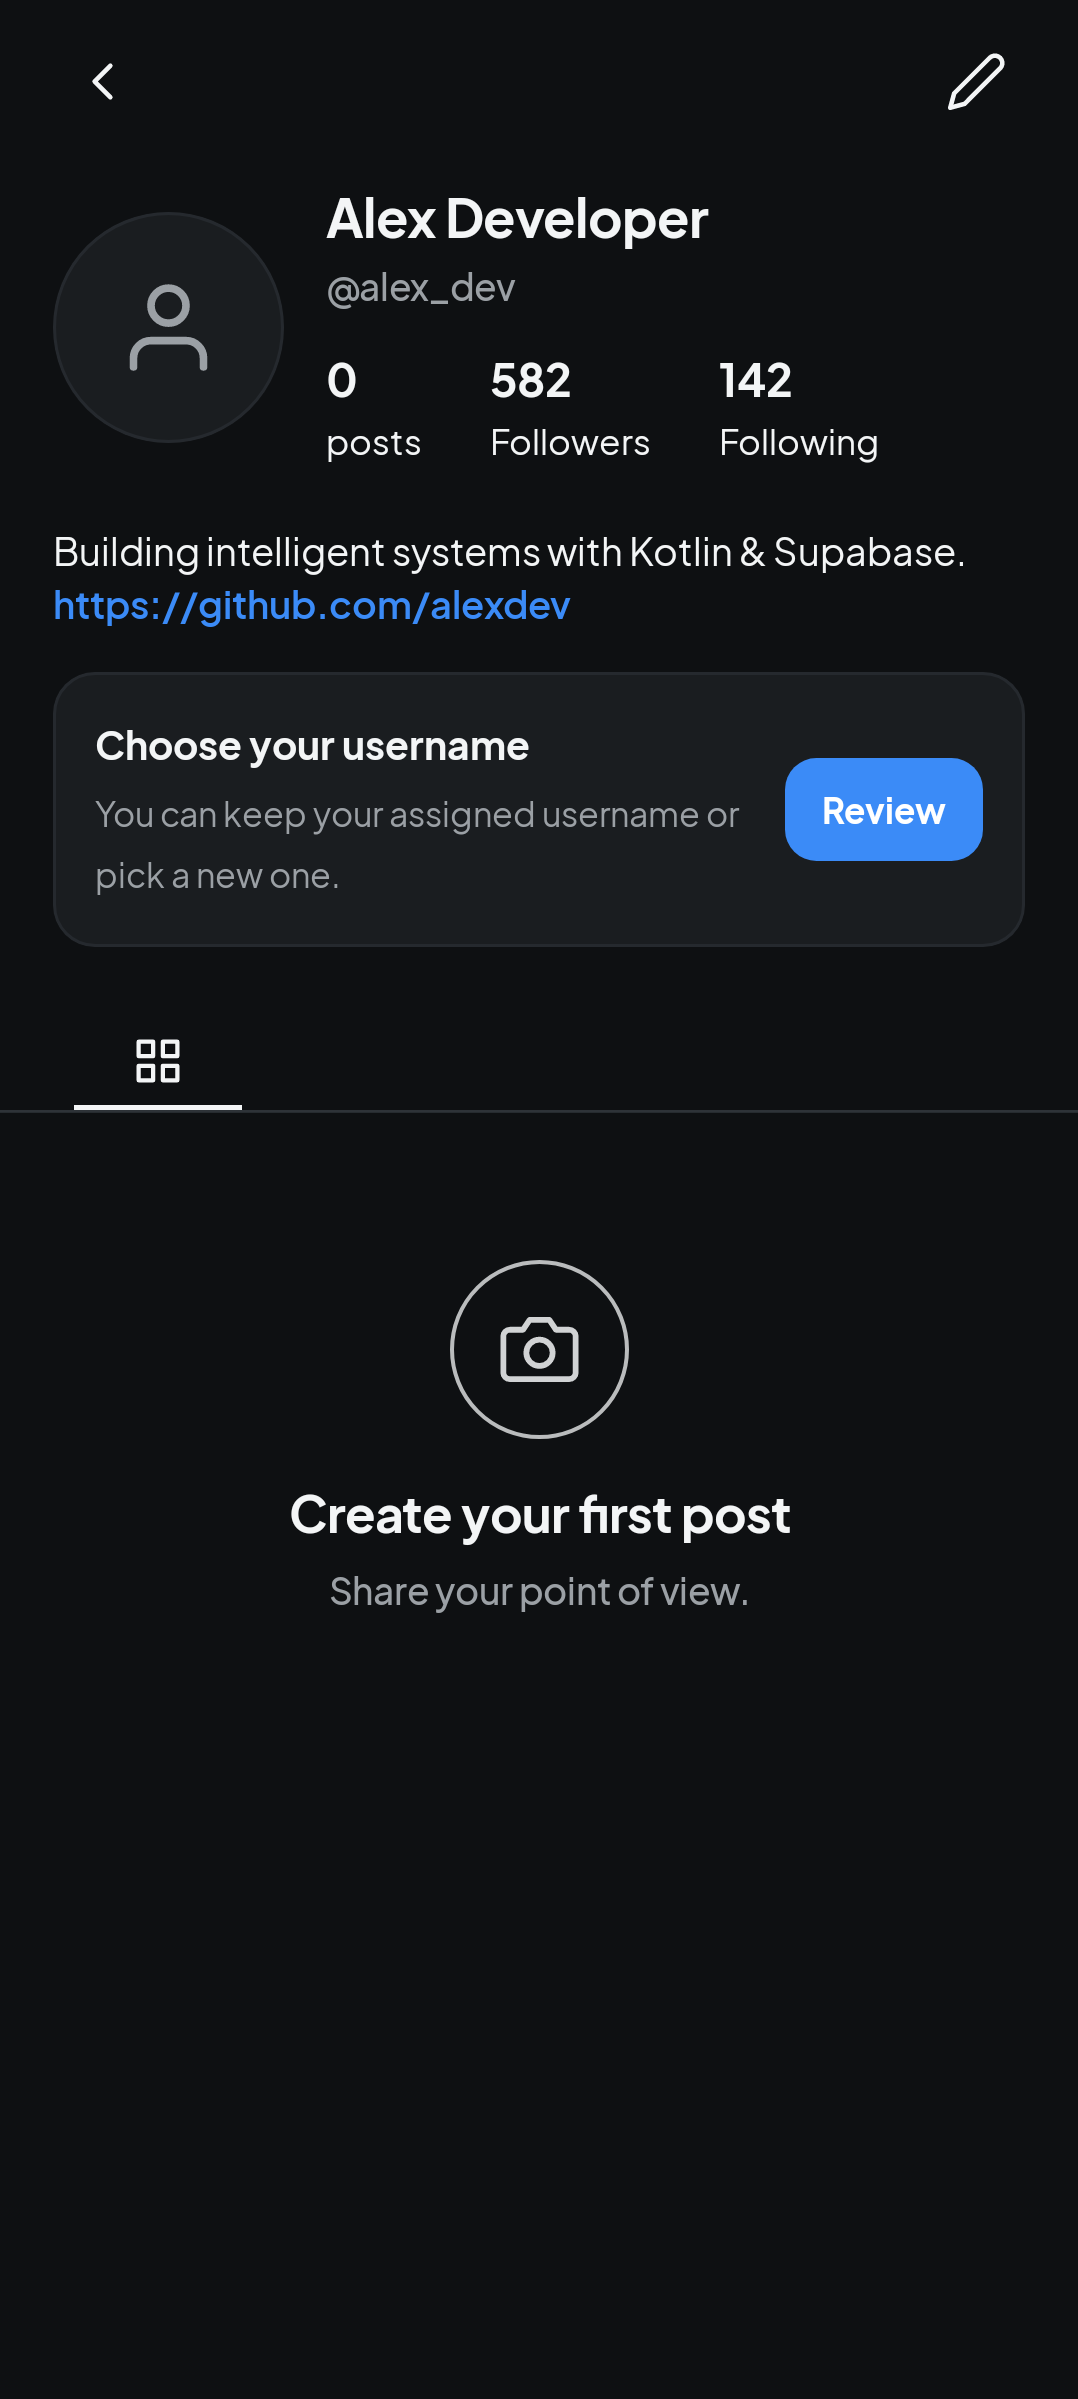 Alex Developer
@alex_dev
0 582 142
posts Followers Following
Building intelligent systems with Kotlin & Supabase.
https://github.com/alexdev
Choose your username
You can keep your assigned username or
pick a new one.
Review
Create your first post
Share your point of view.